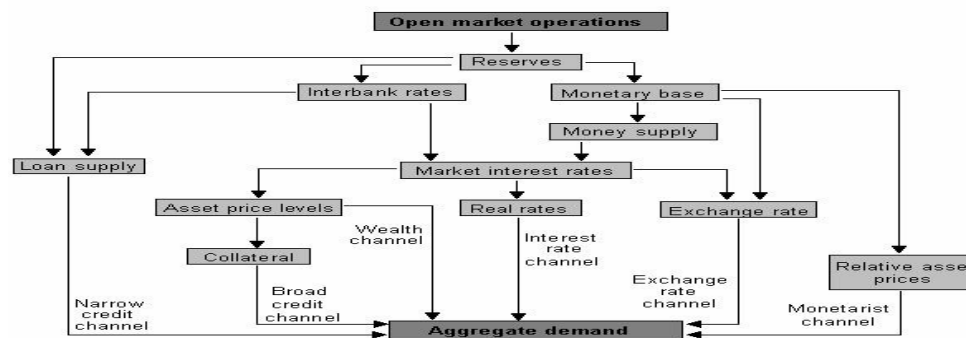 Open market operations
Reserves
Interbank rates
Monetary base
Money supply
Loan supply
Market interest rates
Asset price levels
Real rates
Exchange rate
Wealth
channel
Interest
rate
channel
Collateral
Relative asse
prices
Exchange
rate
channel
Narrow
credit
channel
Broad
credit
channel
Monetarist
channel
Aggregate demand